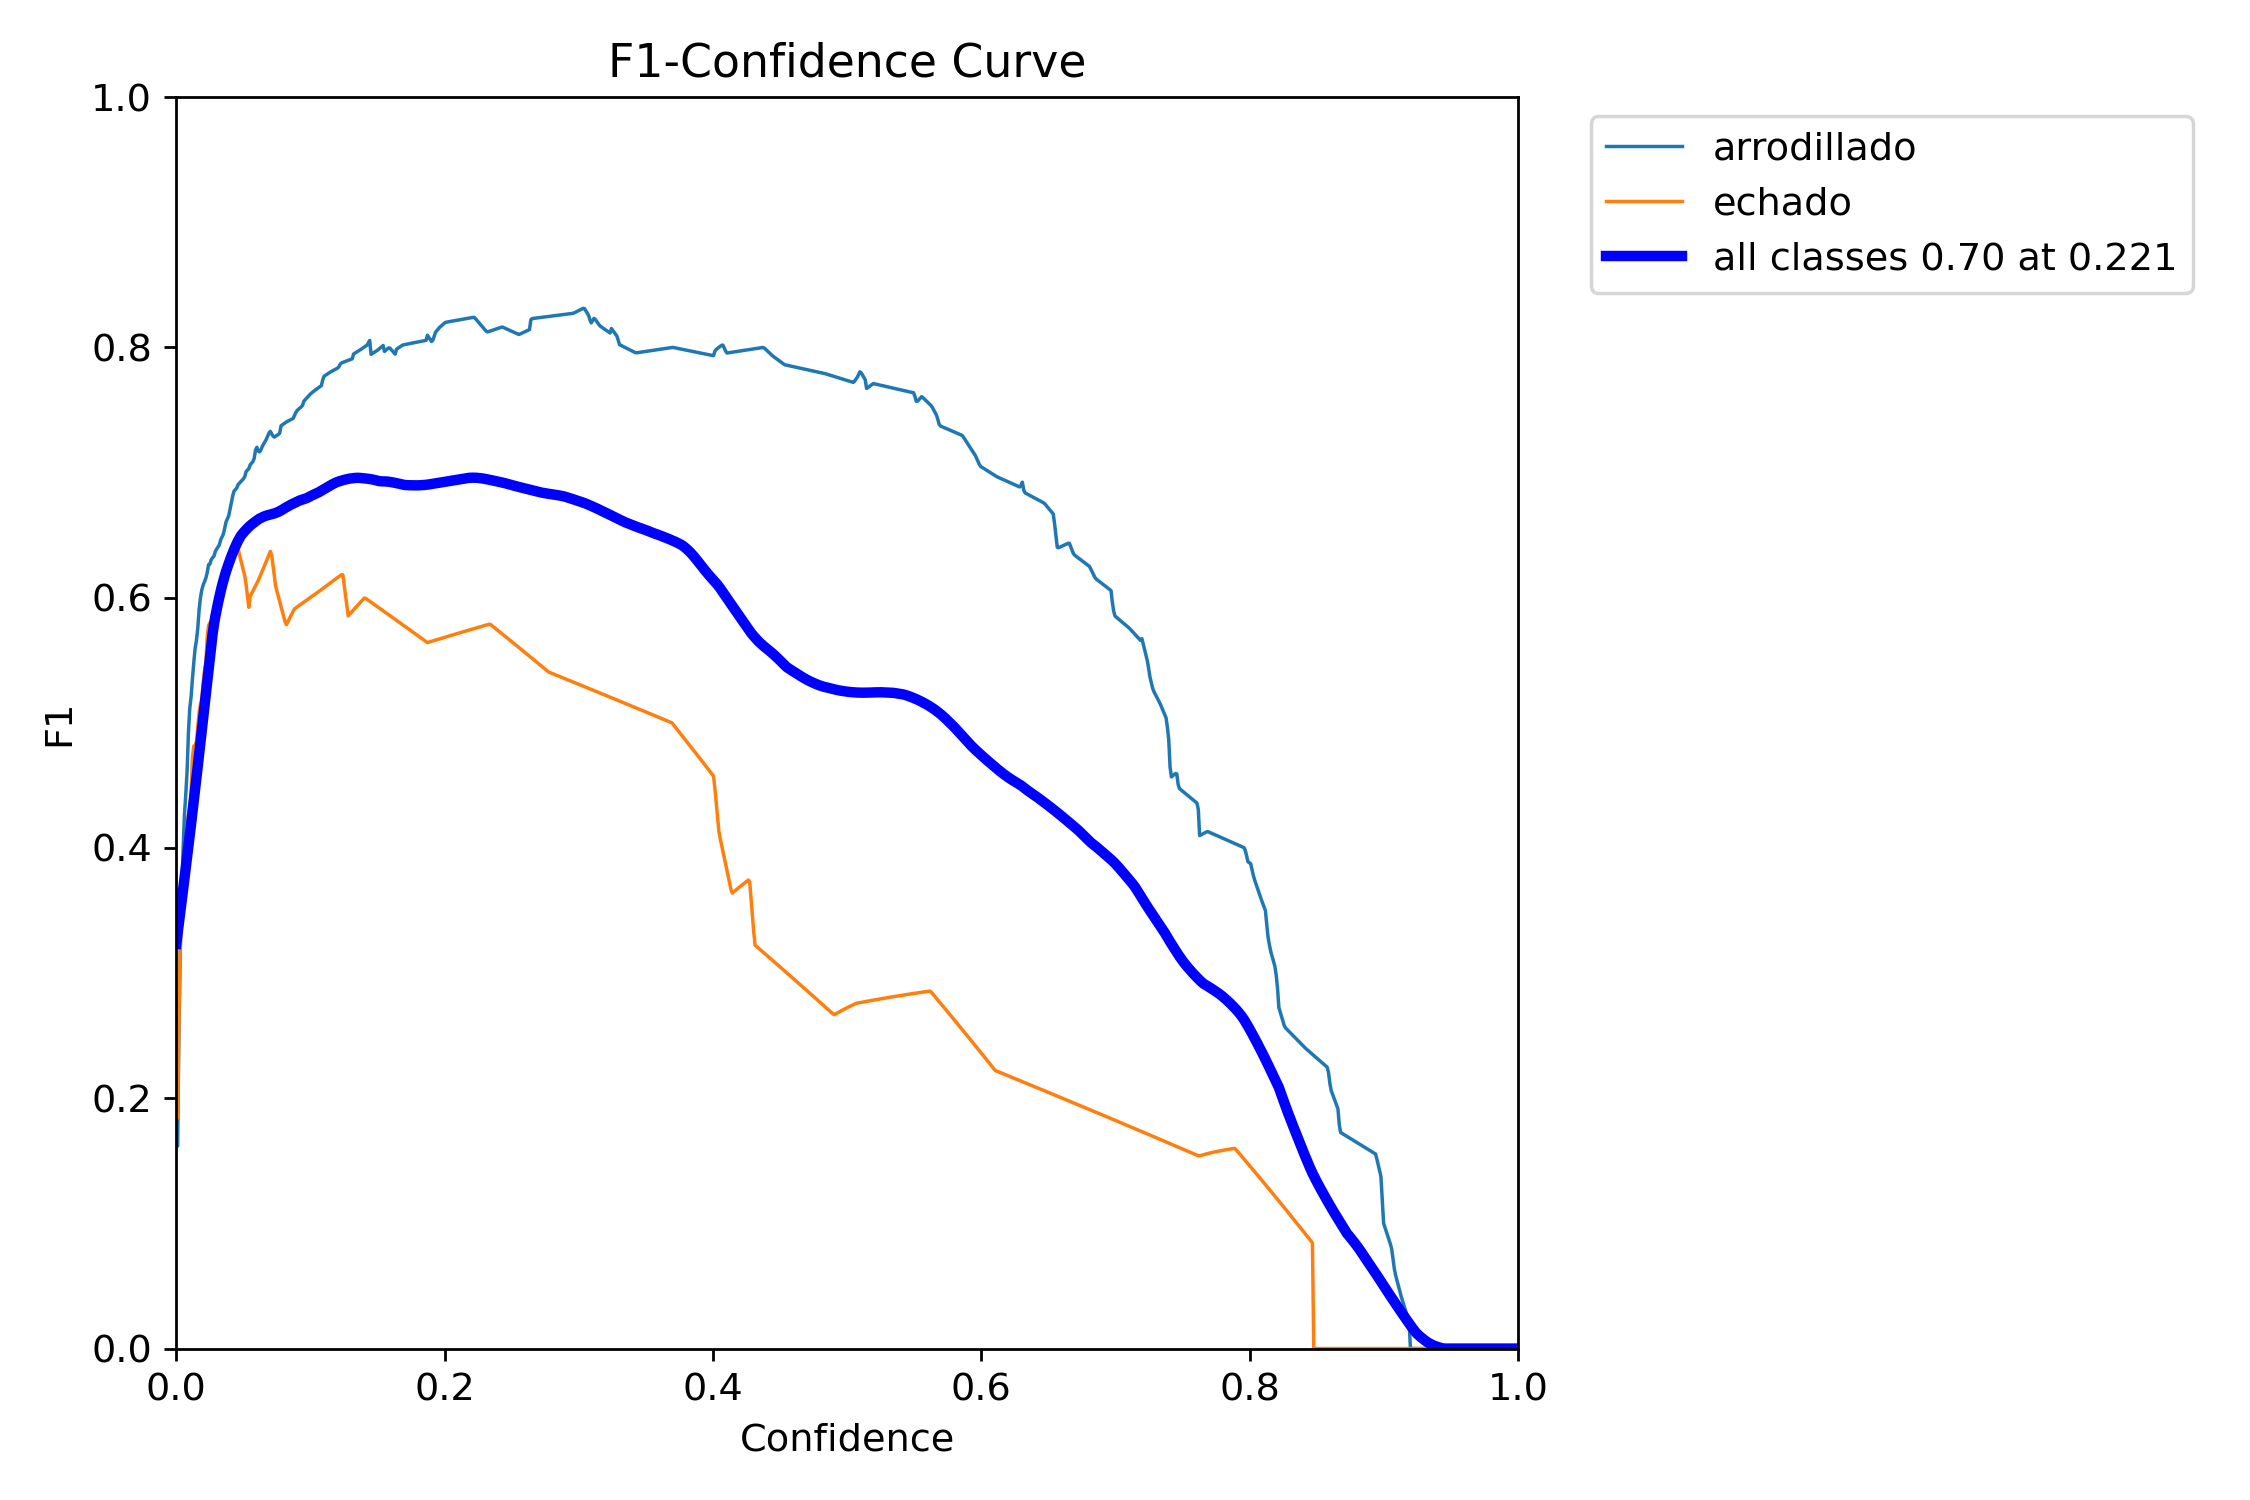 F1-Confidence Curve
1.0
0.8
0.6
0.4
0.2
0.0
F1
0.0 0.2 0.4 0.6 0.8 1.0
Confidence
arrodillado
echado
all classes 0.70 at 0.221